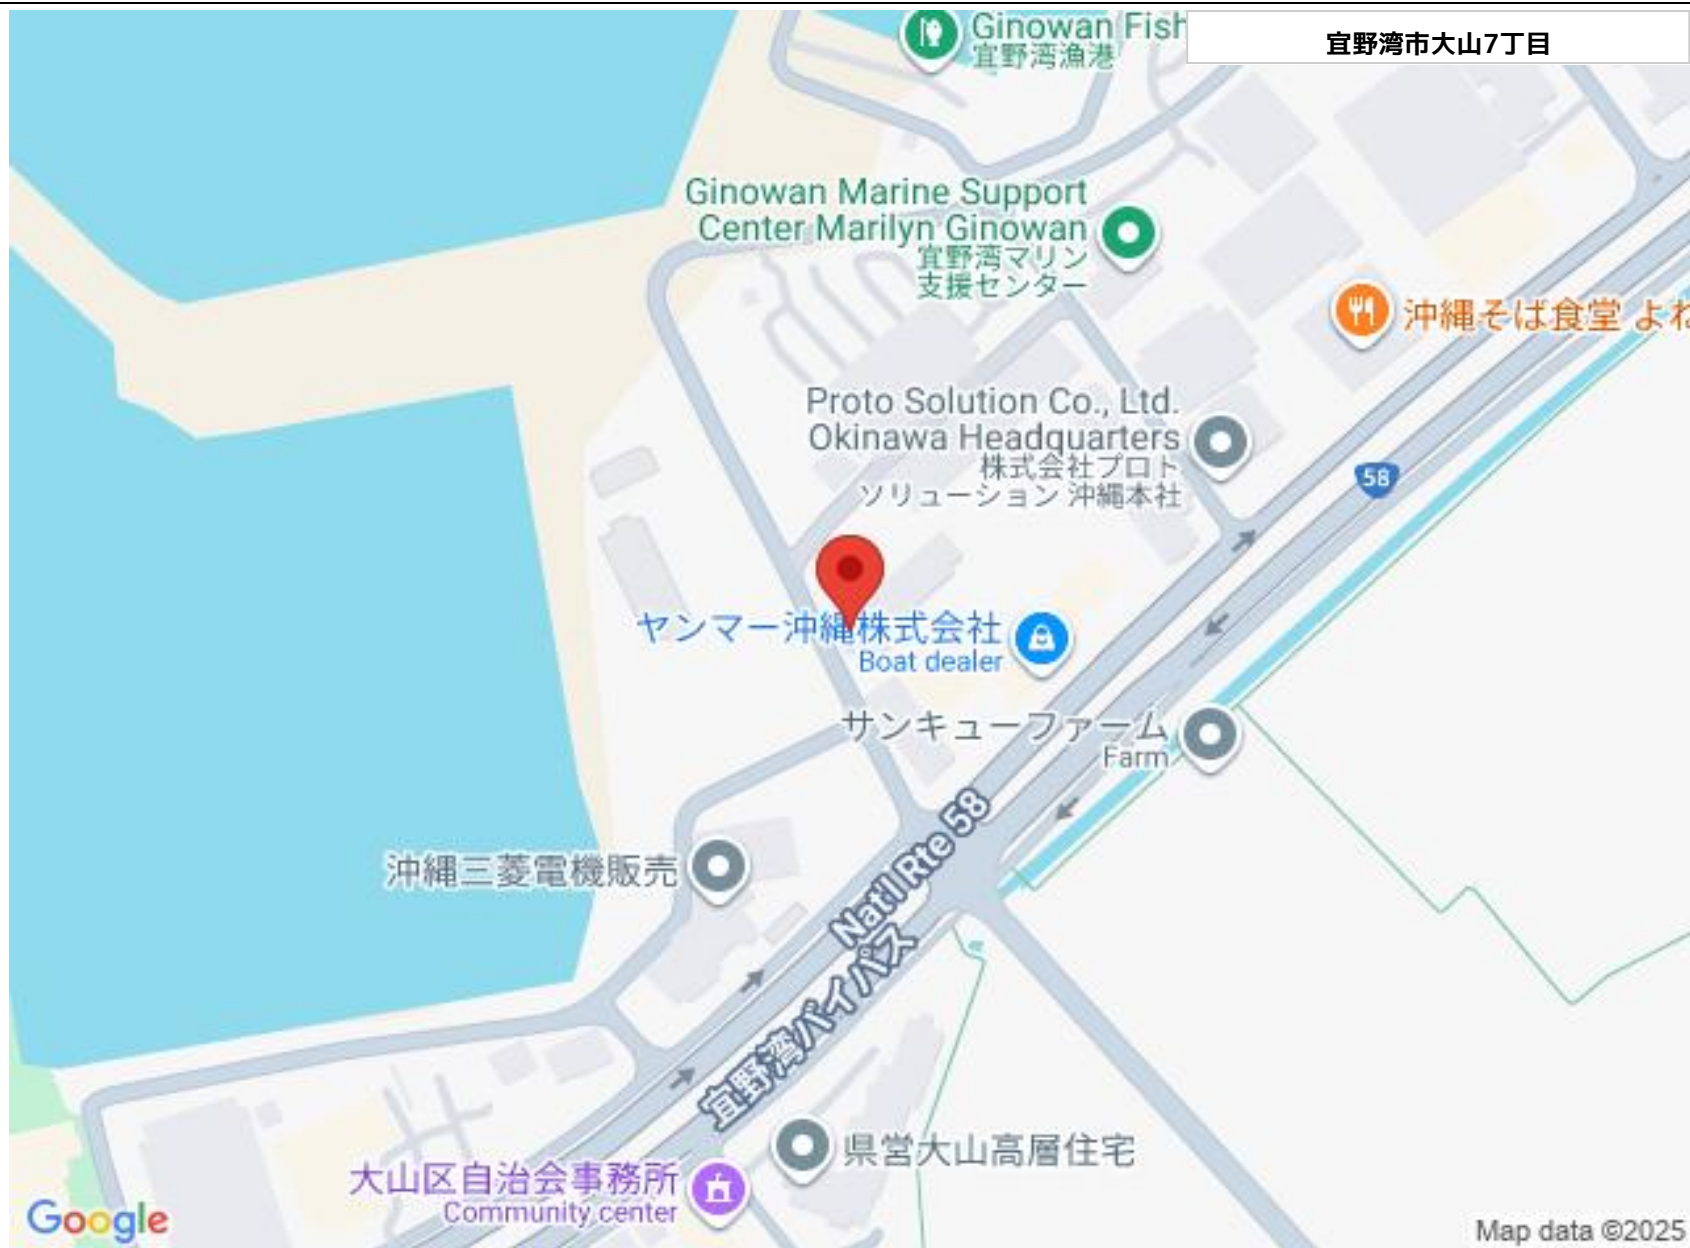 Ginowan Fish
宜野湾漁港
宜野湾市大山7丁目
Ginowan Marine Support
Center Marilyn Ginowan
宜野湾マリン
支援センター
沖縄そば食堂 よね
Proto Solution Co., Ltd.
Okinawa Headquarters
株式会社プロト
ソリューション 沖縄本社
58
ヤンマー沖縄株式会社
Boat dealer
サンキューファーム
Farm
Nat'l Rte 58
宜野湾バイパス
沖縄三菱電機販売
県営大山高層住宅
大山区自治会事務所
Community center
Google
Map data ©2025